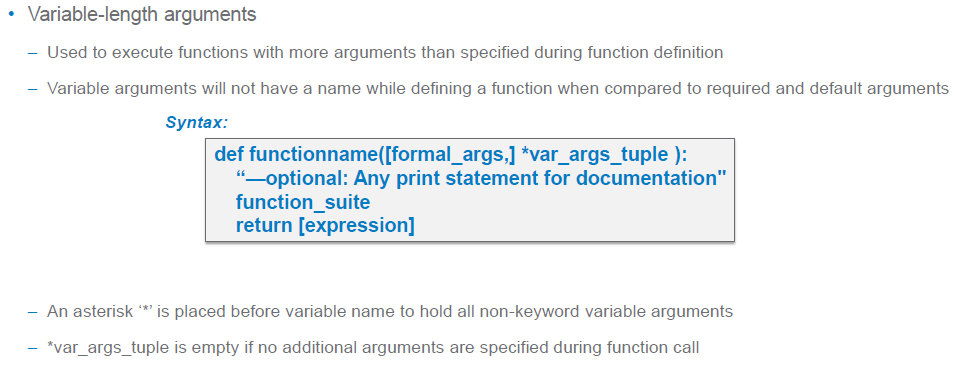 • Variable-length arguments
– Used to execute functions with more arguments than specified during function definition
– Variable arguments will not have a name while defining a function when compared to required and default arguments
Syntax:
def functionname([formal_args,] *var_args_tuple ):
“—optional: Any print statement for documentation"
function_suite
return [expression]
– An asterisk ‘*’ is placed before variable name to hold all non-keyword variable arguments
– *var_args_tuple is empty if no additional arguments are specified during function call